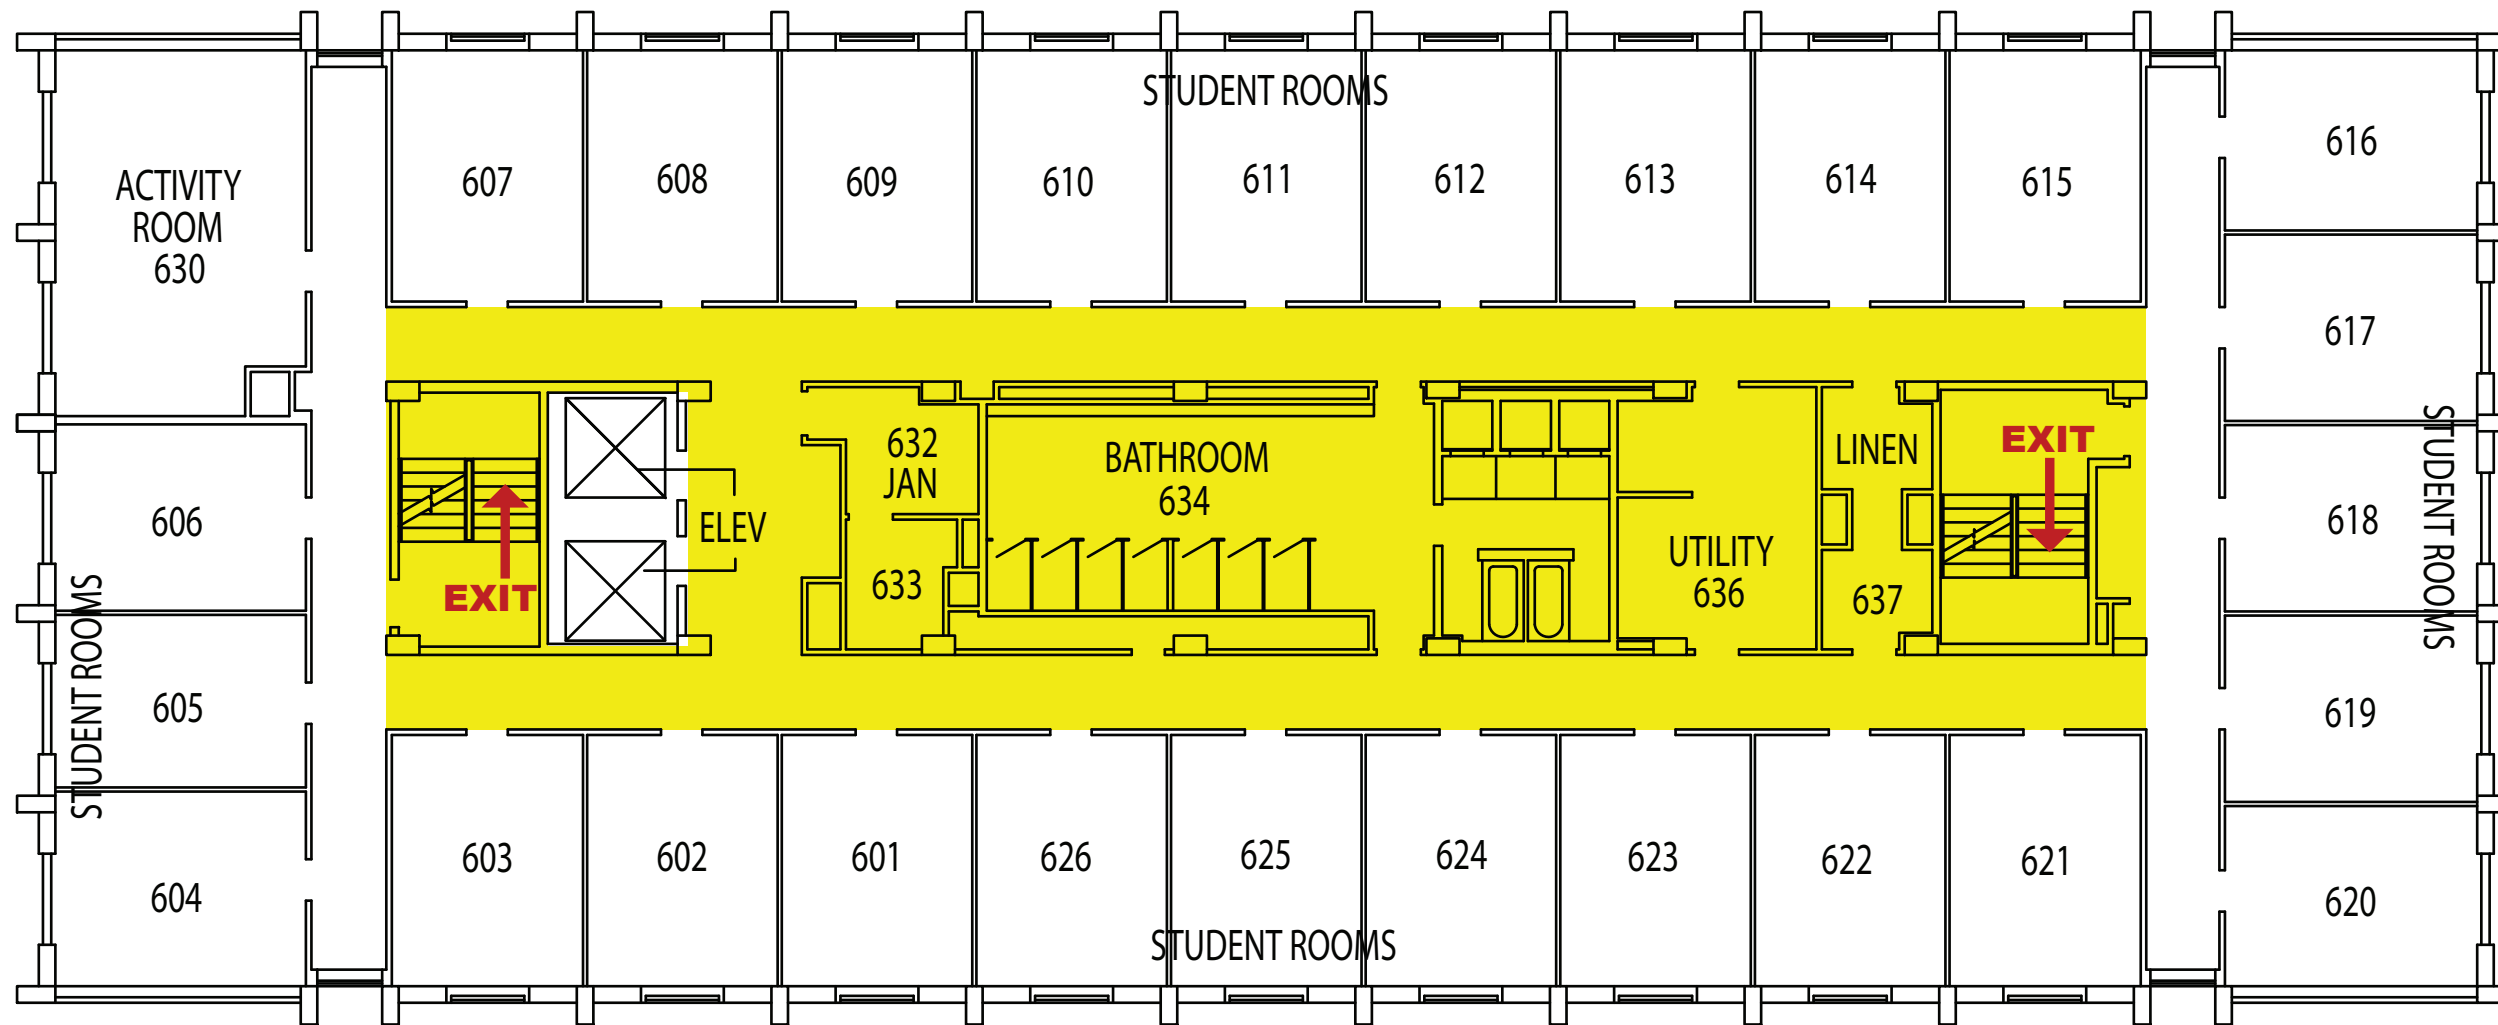 STUDENT ROOMS
616
607
608
609
610
611
612
613
614
615
ACTIVITY
ROOM
630
617
632
JAN
BATHROOM
634
LINEN
EXIT
606
ELEV
618
STUDENT ROOMS
UTILITY
636
EXIT
633
637
STUDENT ROOMS
605
619
603
602
601
626
625
624
623
622
621
604
620
STUDENT ROOMS